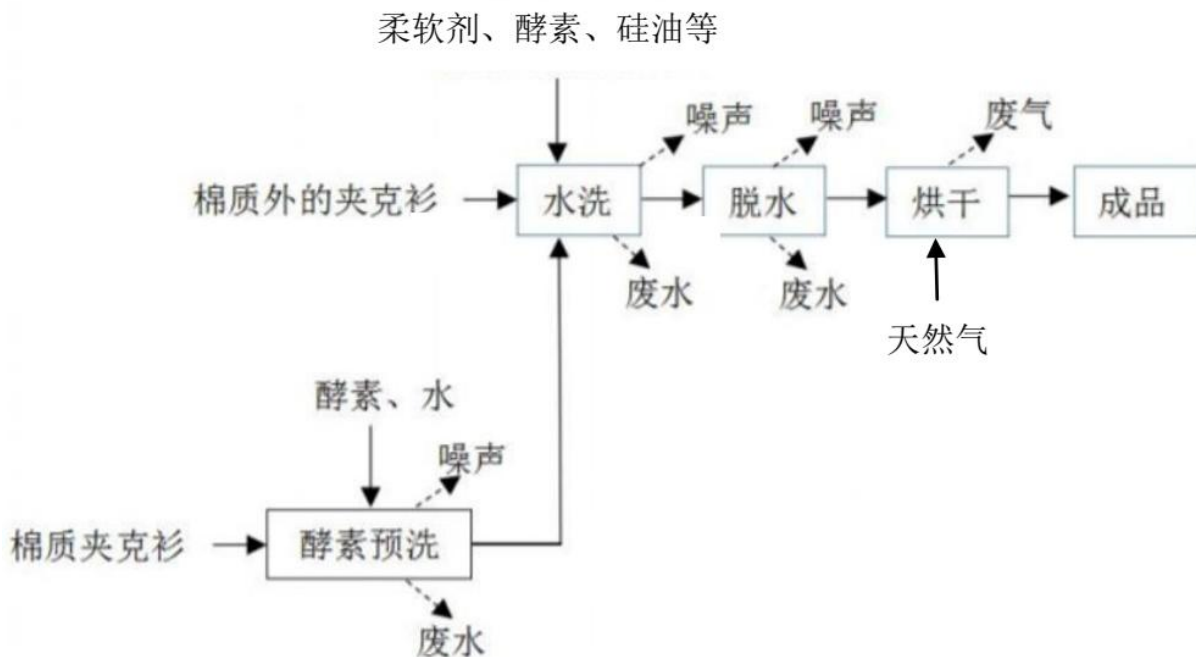 柔软剂、酵素、硅油等
噪声
噪声
废气
棉质外的夹克衫
水洗
脱水
烘干
成品
废水
废水
天然气
酵素、水
噪声
棉质夹克衫
酵素预洗
废水